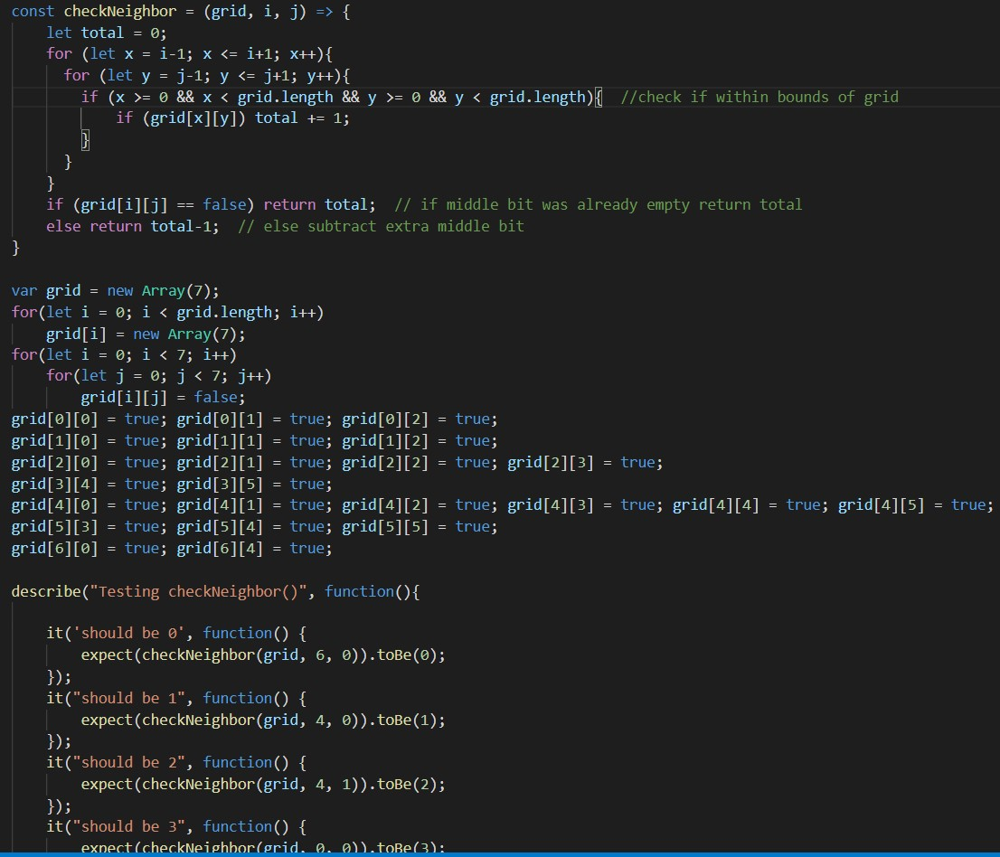 const checkNeighbor = (grid, i, j) => {
    let total = 0;
    for (let x = i-1; x <= i+1; x++){
      for (let y = j-1; y <= j+1; y++){
        if (x >= 0 && x < grid.length && y >= 0 && y < grid.length){  //check if within bounds of grid
            if (grid[x][y]) total += 1;
        }
      }
    }
    if (grid[i][j] == false) return total;  // if middle bit was already empty return total
    else return total-1;  // else subtract extra middle bit
}
var grid = new Array(7);
for(let i = 0; i < grid.length; i++)
    grid[i] = new Array(7);
for(let i = 0; i < 7; i++)
    for(let j = 0; j < 7; j++)
        grid[i][j] = false;
grid[0][0] = true; grid[0][1] = true; grid[0][2] = true;
grid[1][0] = true; grid[1][1] = true; grid[1][2] = true;
grid[2][0] = true; grid[2][1] = true; grid[2][2] = true; grid[2][3] = true;
grid[3][4] = true; grid[3][5] = true;
grid[4][0] = true; grid[4][1] = true; grid[4][2] = true; grid[4][3] = true; grid[4][4] = true; grid[4][5] = true;
grid[5][3] = true; grid[5][4] = true; grid[5][5] = true;
grid[6][0] = true; grid[6][4] = true;
describe("Testing checkNeighbor()", function(){
    it('should be 0', function() {
        expect(checkNeighbor(grid, 6, 0)).toBe(0);
    });
    it("should be 1", function() {
        expect(checkNeighbor(grid, 4, 0)).toBe(1);
    });
    it("should be 2", function() {
        expect(checkNeighbor(grid, 4, 1)).toBe(2);
    });
    it("should be 3", function() {
        expect(checkNeighbor(grid, 0, 0)).toBe(3);